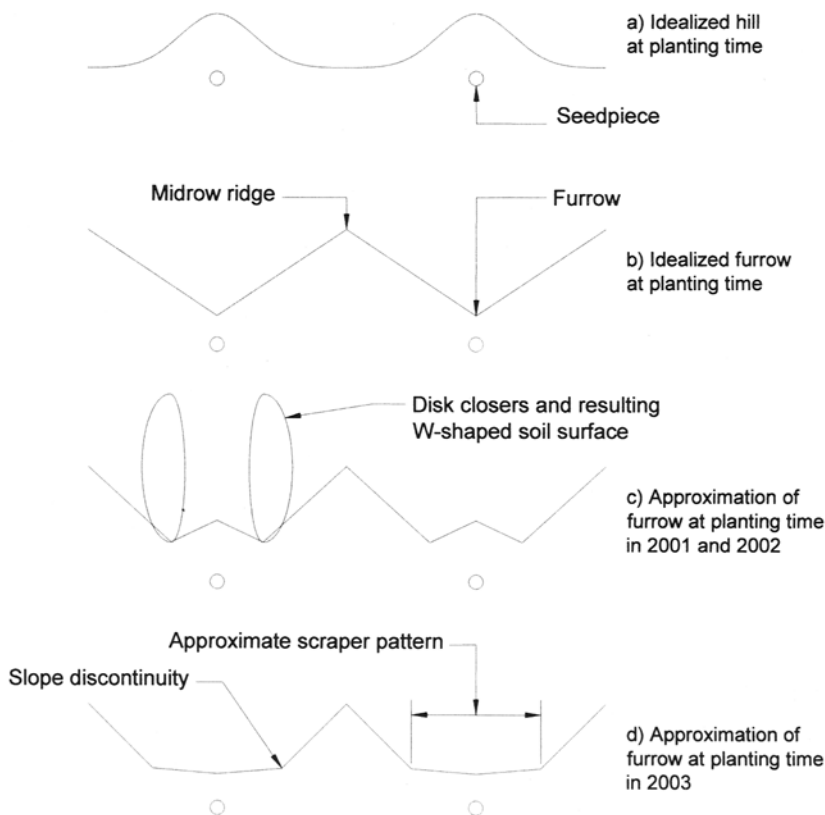 a) Idealized hill
at planting time
Seedpiece
Midrow ridge
Furrow
b) Idealized furrow
at planting time
Disk closers and resulting
W-shaped soil surface
c) Approximation of
furrow at planting time
in 2001 and 2002
Approximate scraper pattern
Slope discontinuity
d) Approximation of
furrow at planting time
in 2003